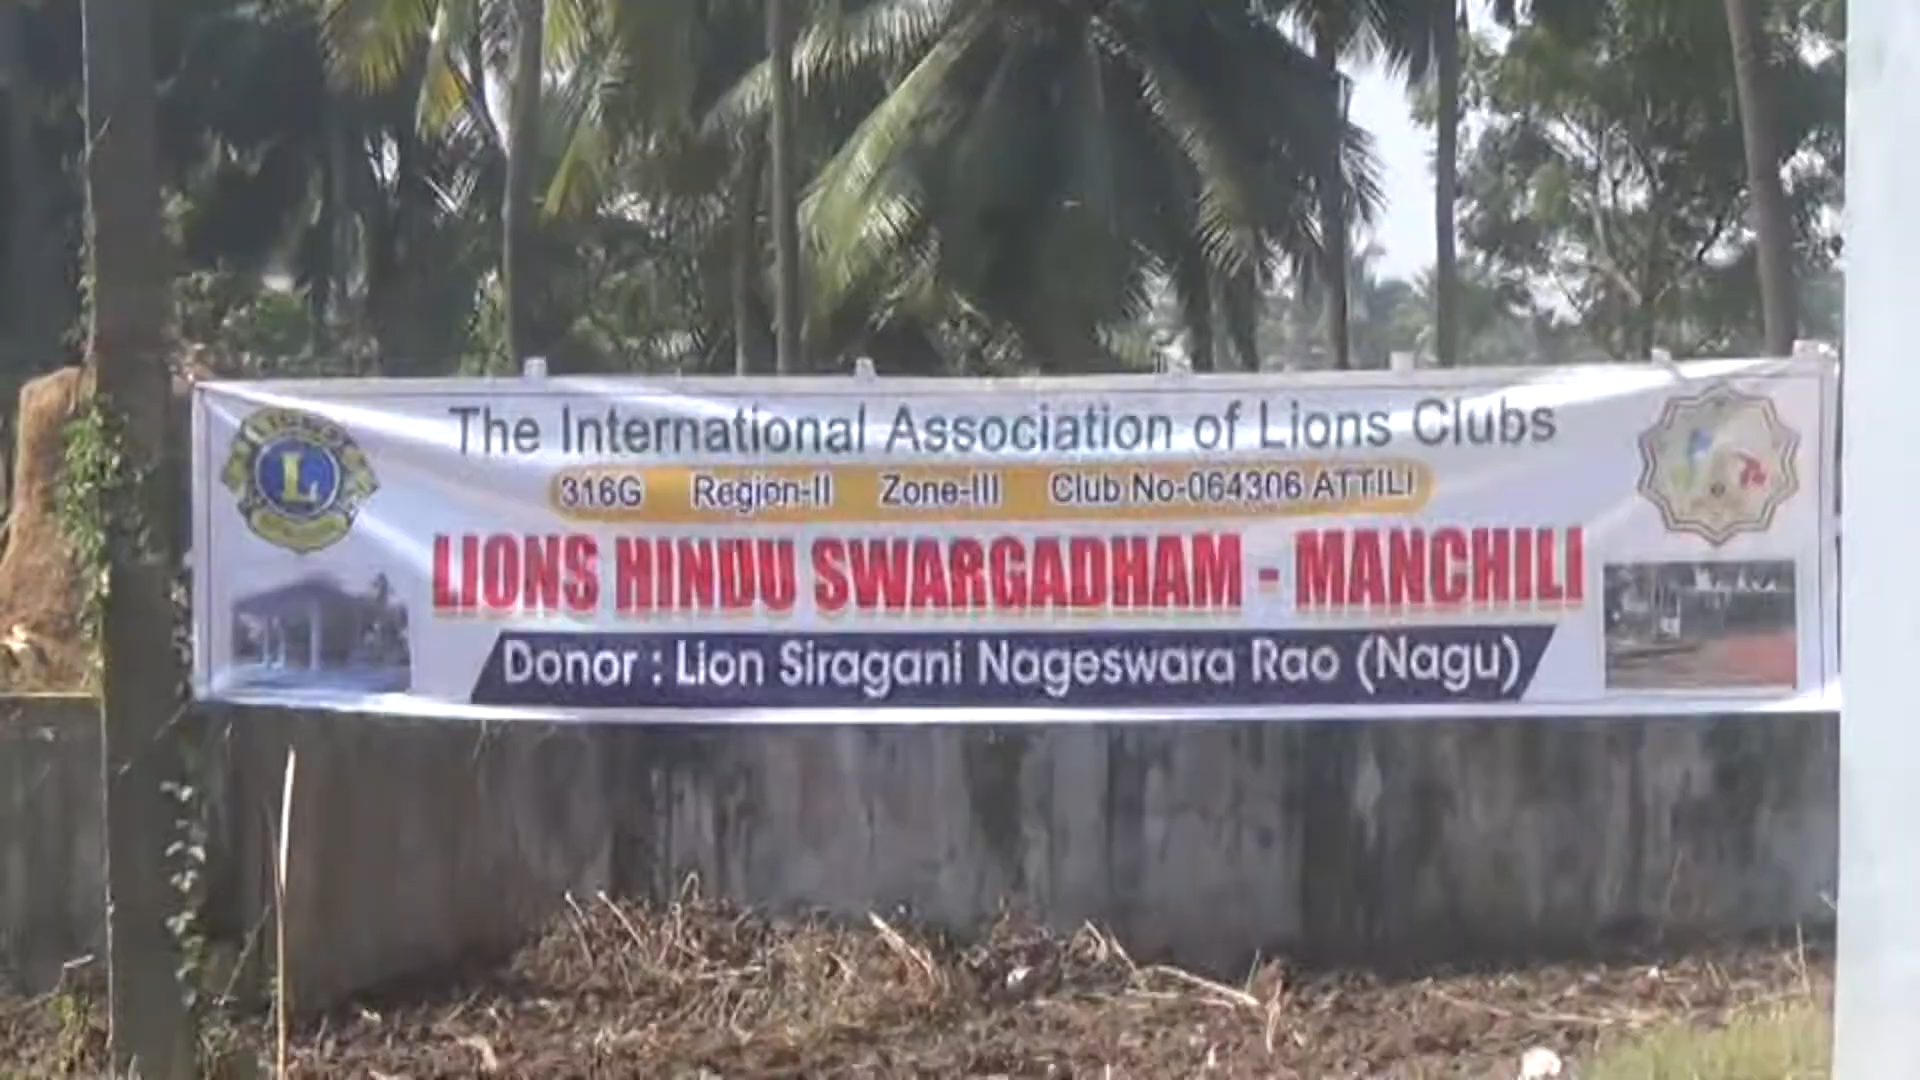 The International Association of Lions Clubs
316G Region-II Zone-III Club No-064306 ATTILI
LIONS HINDU SWARGADHAM - MANCHILI
Donor : Lion Siragani Nageswara Rao (Nagu)
L